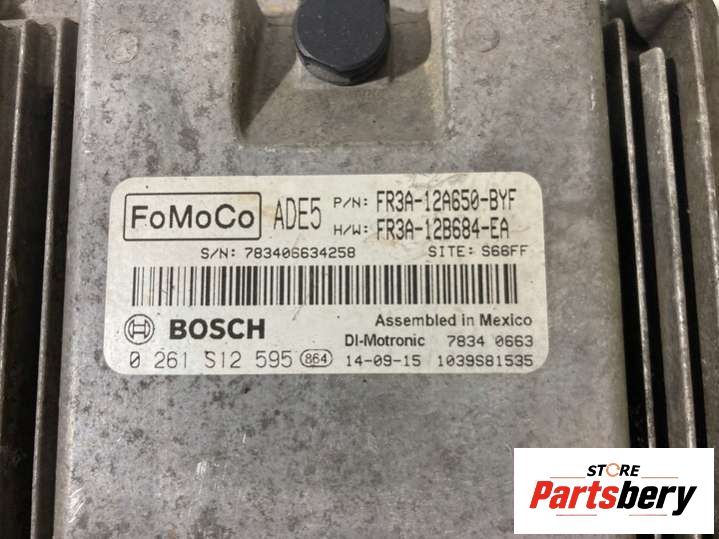 FoMoCo ADE5 P/N: FR3A-12A650-BYF
H/W: FR3A-12B684-EA
S/N: 783406634258 SITE: S66FF
BOSCH Assembled in Mexico
DI-Motronic 7834 0663
0 261 S12 595 864 14-09-15 1039S81535
STORE
Partsbery